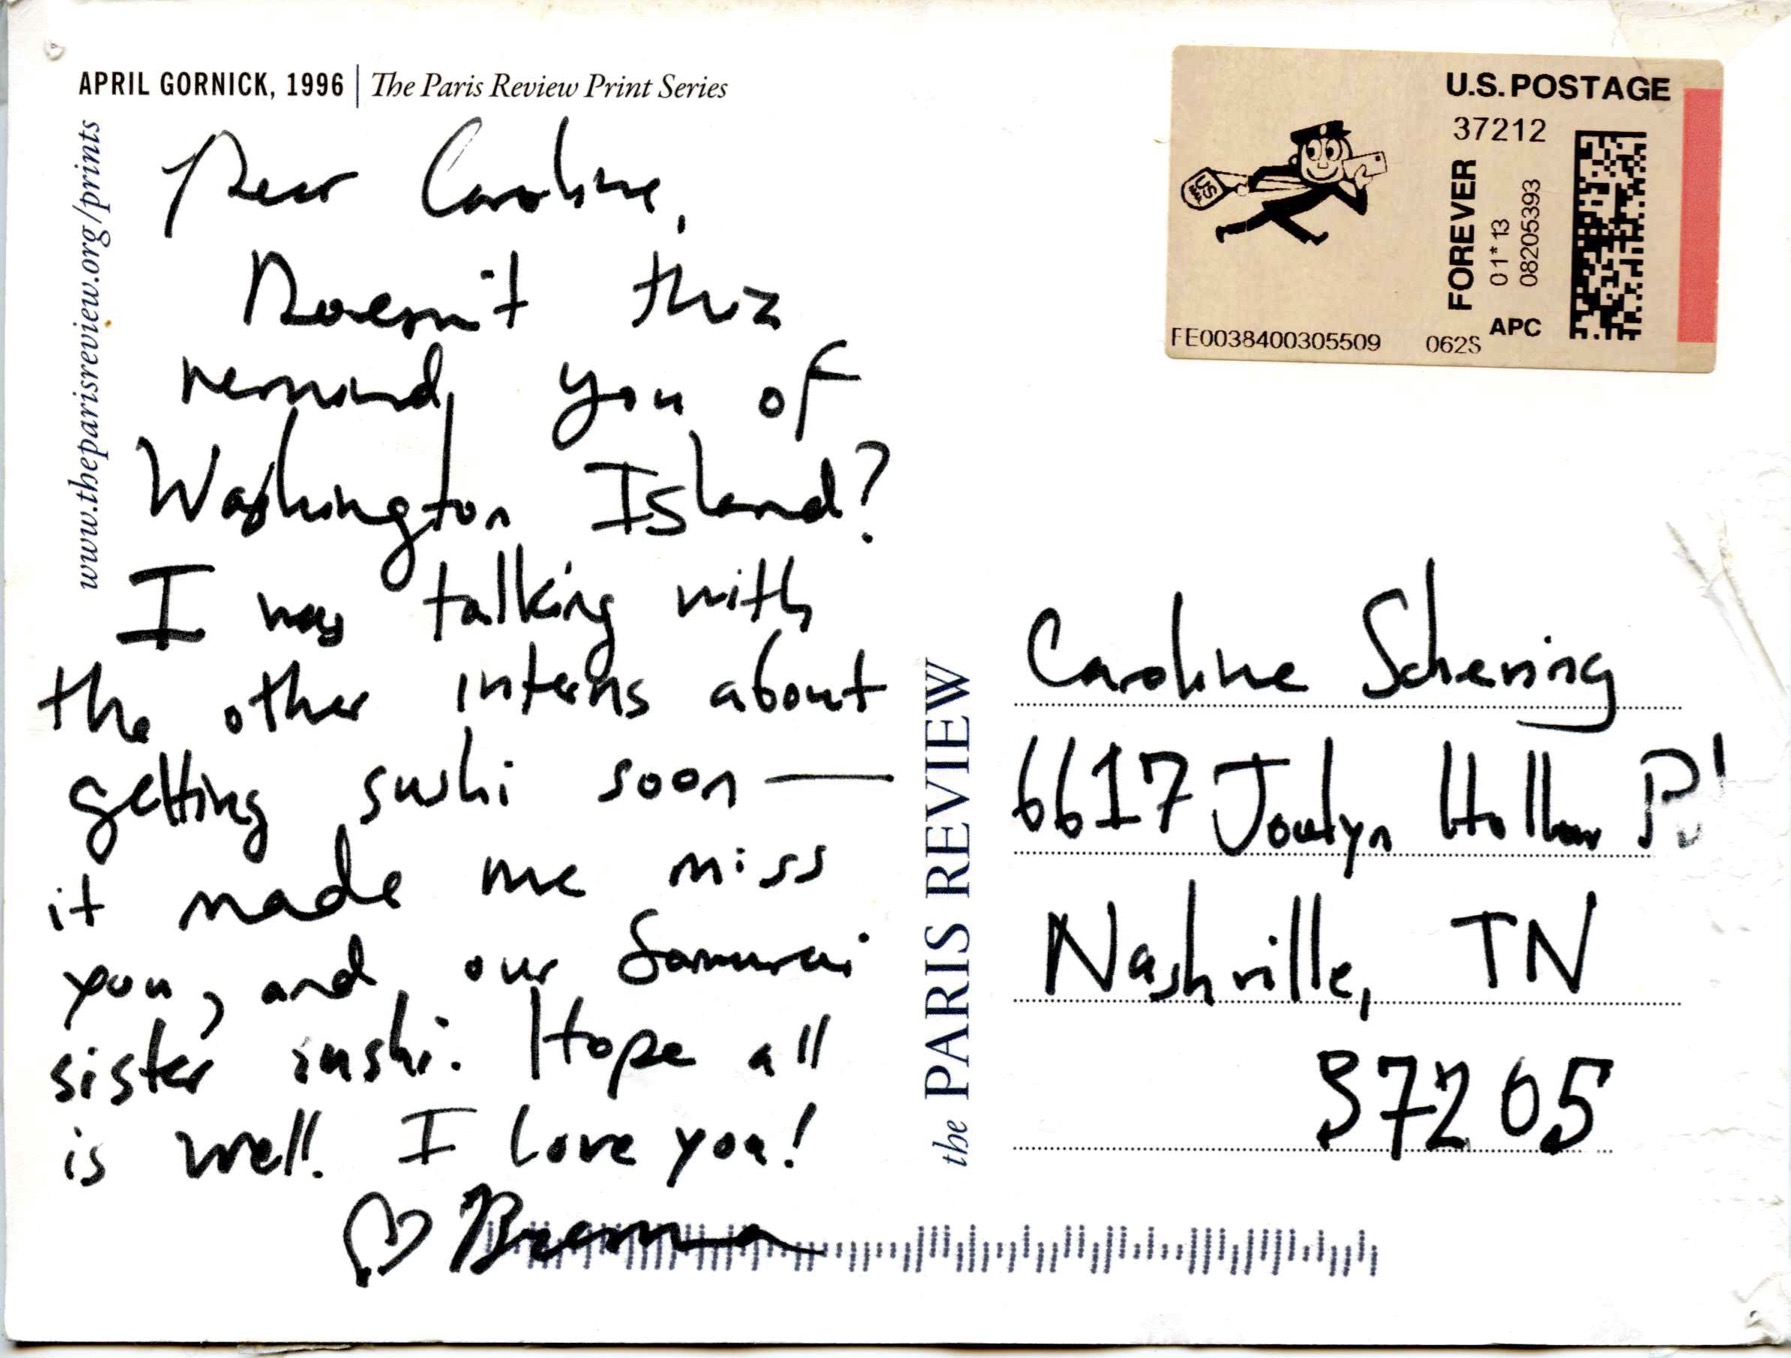 APRIL GORNICK, 1996 | The Paris Review Print Series
www.theparisreview.org/prints
Dear Caroline,
Doesn't this
remind you of
Washington Island?
I was talking with
the other interns about
getting sushi soon —
it made me miss
you, and our Samurai
sister sushi. Hope all
is well. I love you!
♡ Brenna
the PARIS REVIEW
U.S. POSTAGE
37212
FOREVER
01*13
08205393
APC
FE0038400305509
062S
US
Caroline Schering
6617 Jocelyn Hollow
Nashville, TN
37205